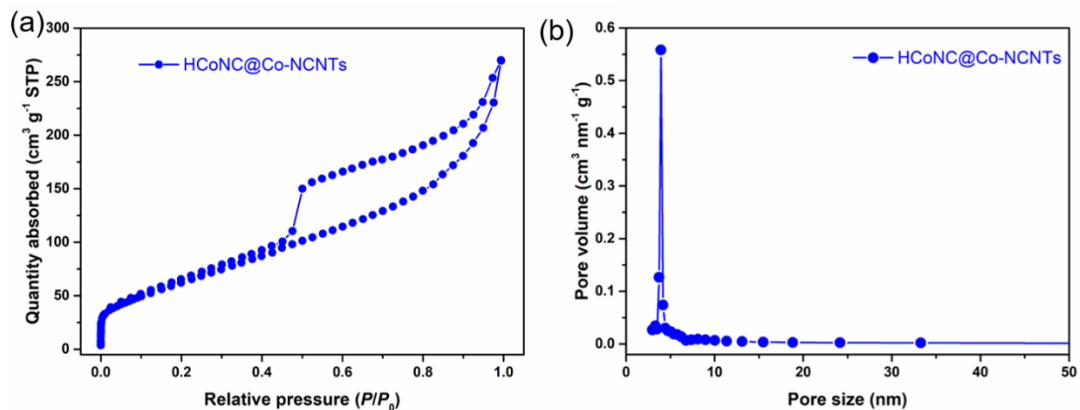 (a)
300
250
200
150
100
50
0
0.0 0.2 0.4 0.6 0.8 1.0
Quantity absorbed (cm³ g⁻¹ STP)
Relative pressure (P/P₀)
HCoNC@Co-NCNTs
(b)
0.6
0.5
0.4
0.3
0.2
0.1
0.0
0 10 20 30 40 50
Pore volume (cm³ nm⁻¹ g⁻¹)
Pore size (nm)
HCoNC@Co-NCNTs